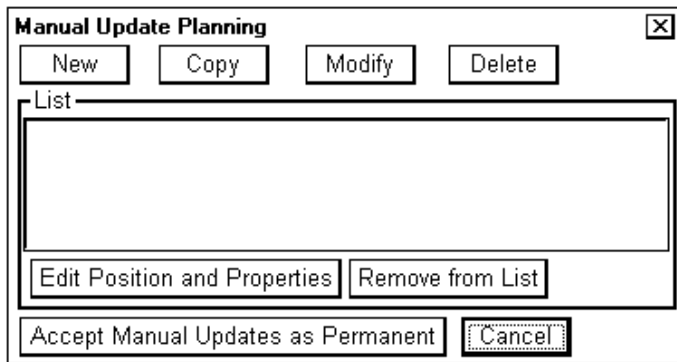 Manual Update Planning
New Copy Modify Delete
List
Edit Position and Properties Remove from List
Accept Manual Updates as Permanent Cancel